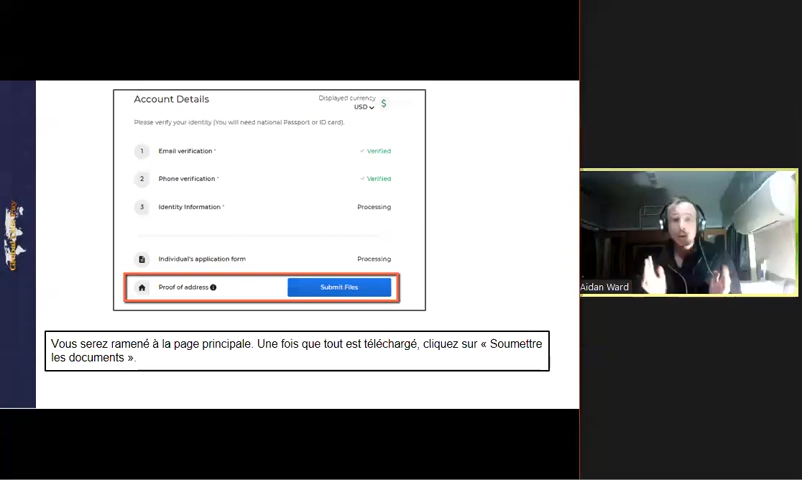 Account Details
Displayed currency
USD
$
Please verify your identity (You will need national Passport or ID card).
1 Email verification * ✓ Verified
2 Phone verification * ✓ Verified
3 Identity Information * Processing
Individual's application form Processing
Proof of address Submit Files
Vous serez ramené à la page principale. Une fois que tout est téléchargé, cliquez sur « Soumettre
les documents ».
Aidan Ward